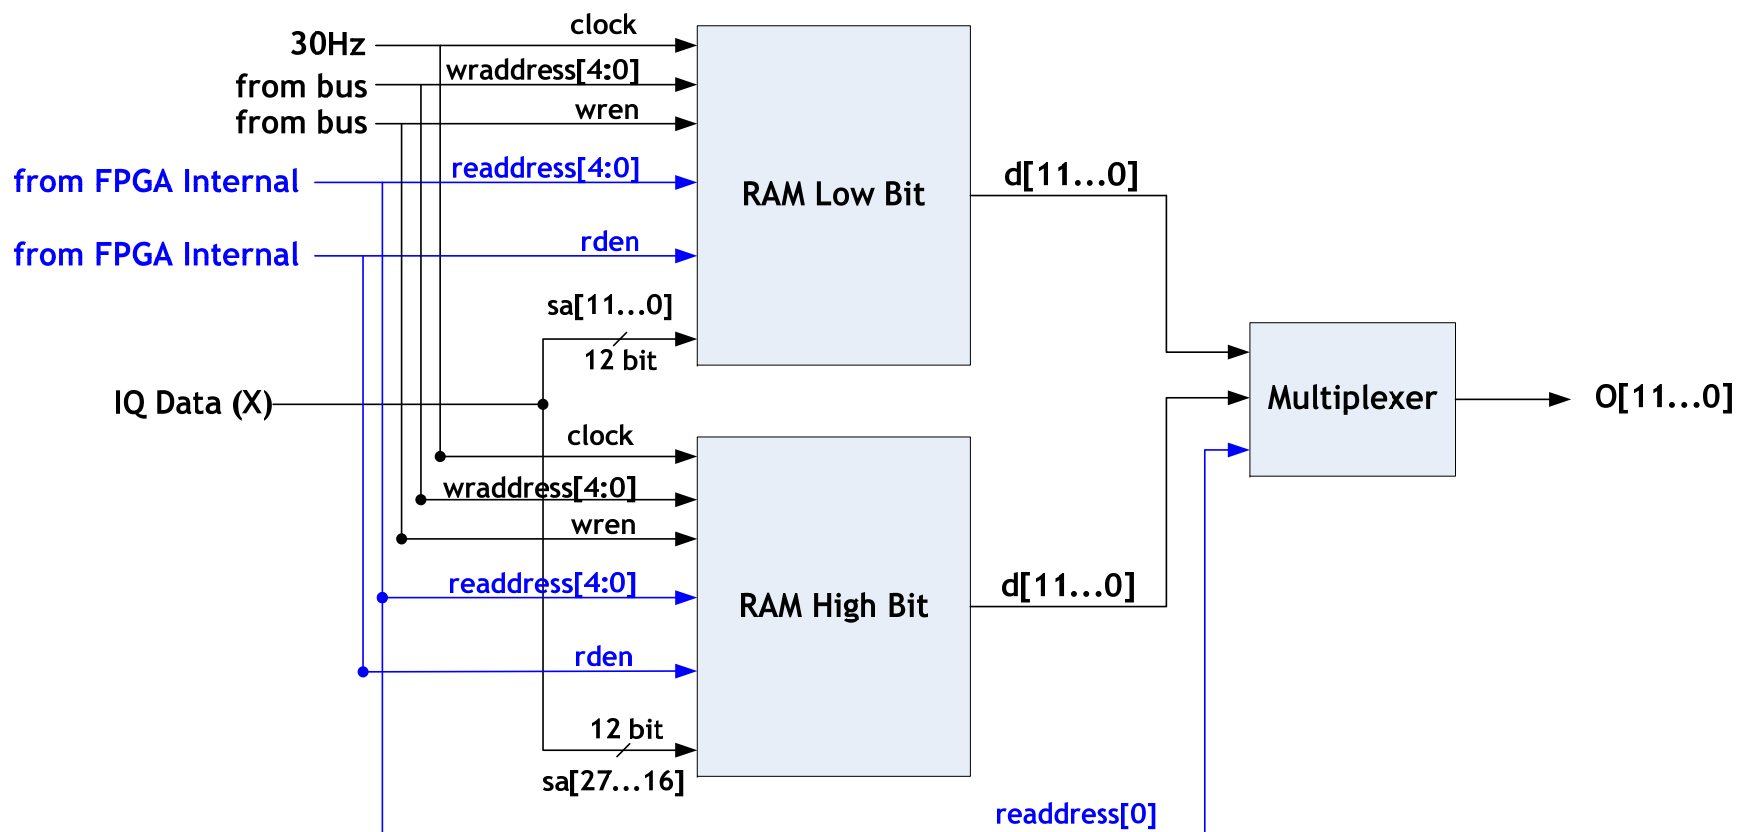 30Hz
clock
from bus
wraddress[4:0]
from bus
wren
from FPGA Internal
readdress[4:0]
from FPGA Internal
rden
sa[11...0]
12 bit
RAM Low Bit
d[11...0]
IQ Data (X)
clock
wraddress[4:0]
wren
readdress[4:0]
rden
12 bit
sa[27...16]
RAM High Bit
d[11...0]
Multiplexer
O[11...0]
readdress[0]